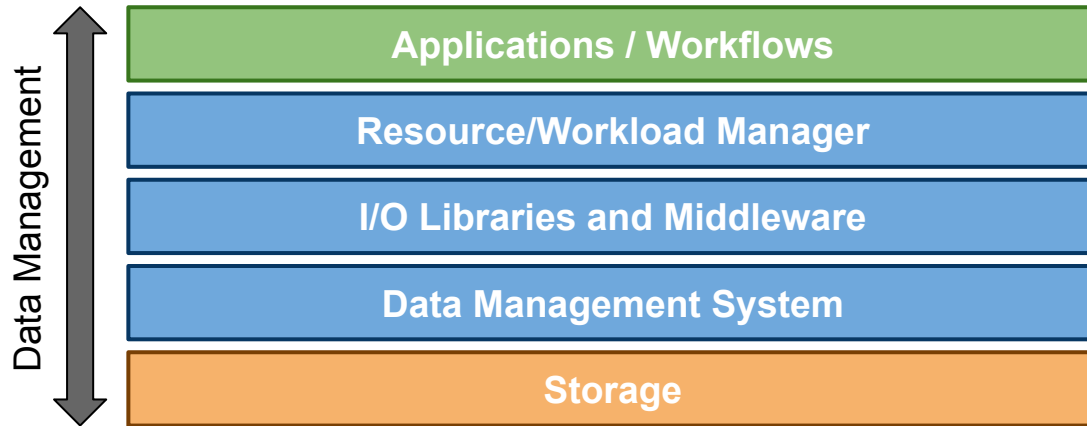 Data Management
Applications / Workflows
Resource/Workload Manager
I/O Libraries and Middleware
Data Management System
Storage